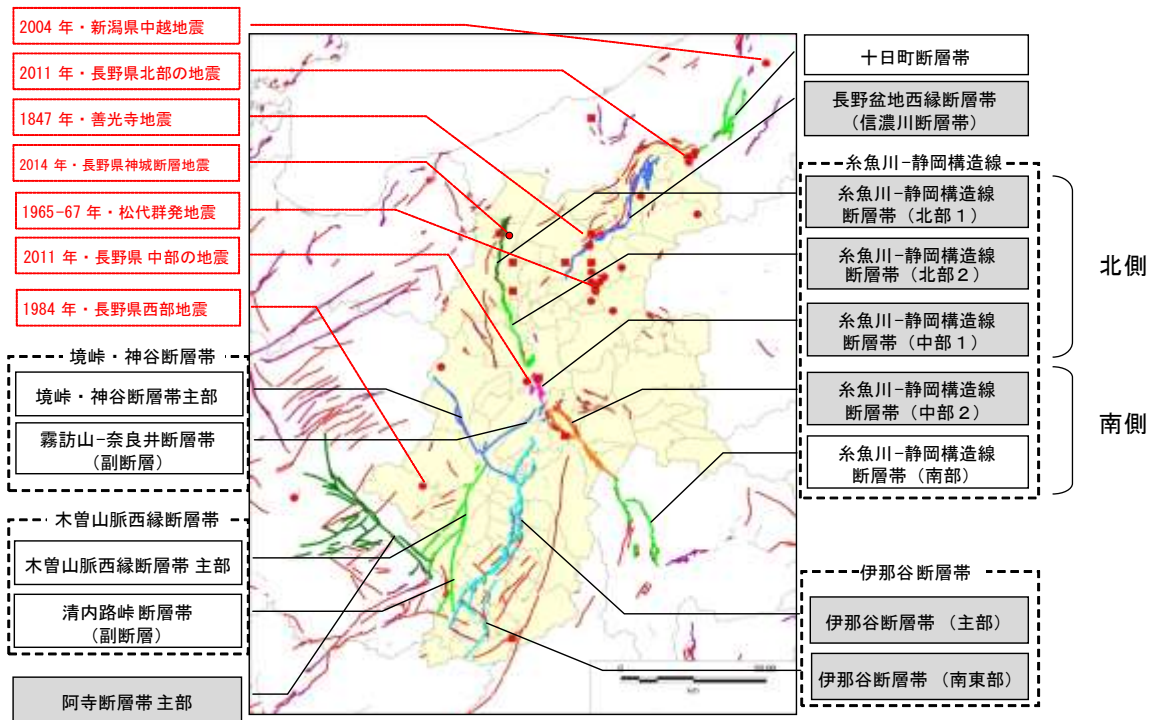 2004 年・新潟県中越地震
2011 年・長野県北部の地震
1847 年・善光寺地震
2014 年・長野県神城断層地震
1965-67 年・松代群発地震
2011 年・長野県 中部の地震
1984 年・長野県西部地震
境峠・神谷断層帯
境峠・神谷断層帯主部
霧訪山−奈良井断層帯
(副断層)
木曽山脈西縁断層帯
木曽山脈西縁断層帯 主部
清内路峠 断層帯
(副断層)
阿寺断層帯 主部
十日町断層帯
長野盆地西縁断層帯
(信濃川断層帯)
糸魚川−静岡構造線
糸魚川−静岡構造線
断層帯(北部1)
糸魚川−静岡構造線
断層帯(北部2)
糸魚川−静岡構造線
断層帯(中部1)
糸魚川−静岡構造線
断層帯(中部2)
糸魚川−静岡構造線
断層帯(南部)
北側
南側
伊那谷断層帯
伊那谷断層帯 (主部)
伊那谷断層帯 (南東部)